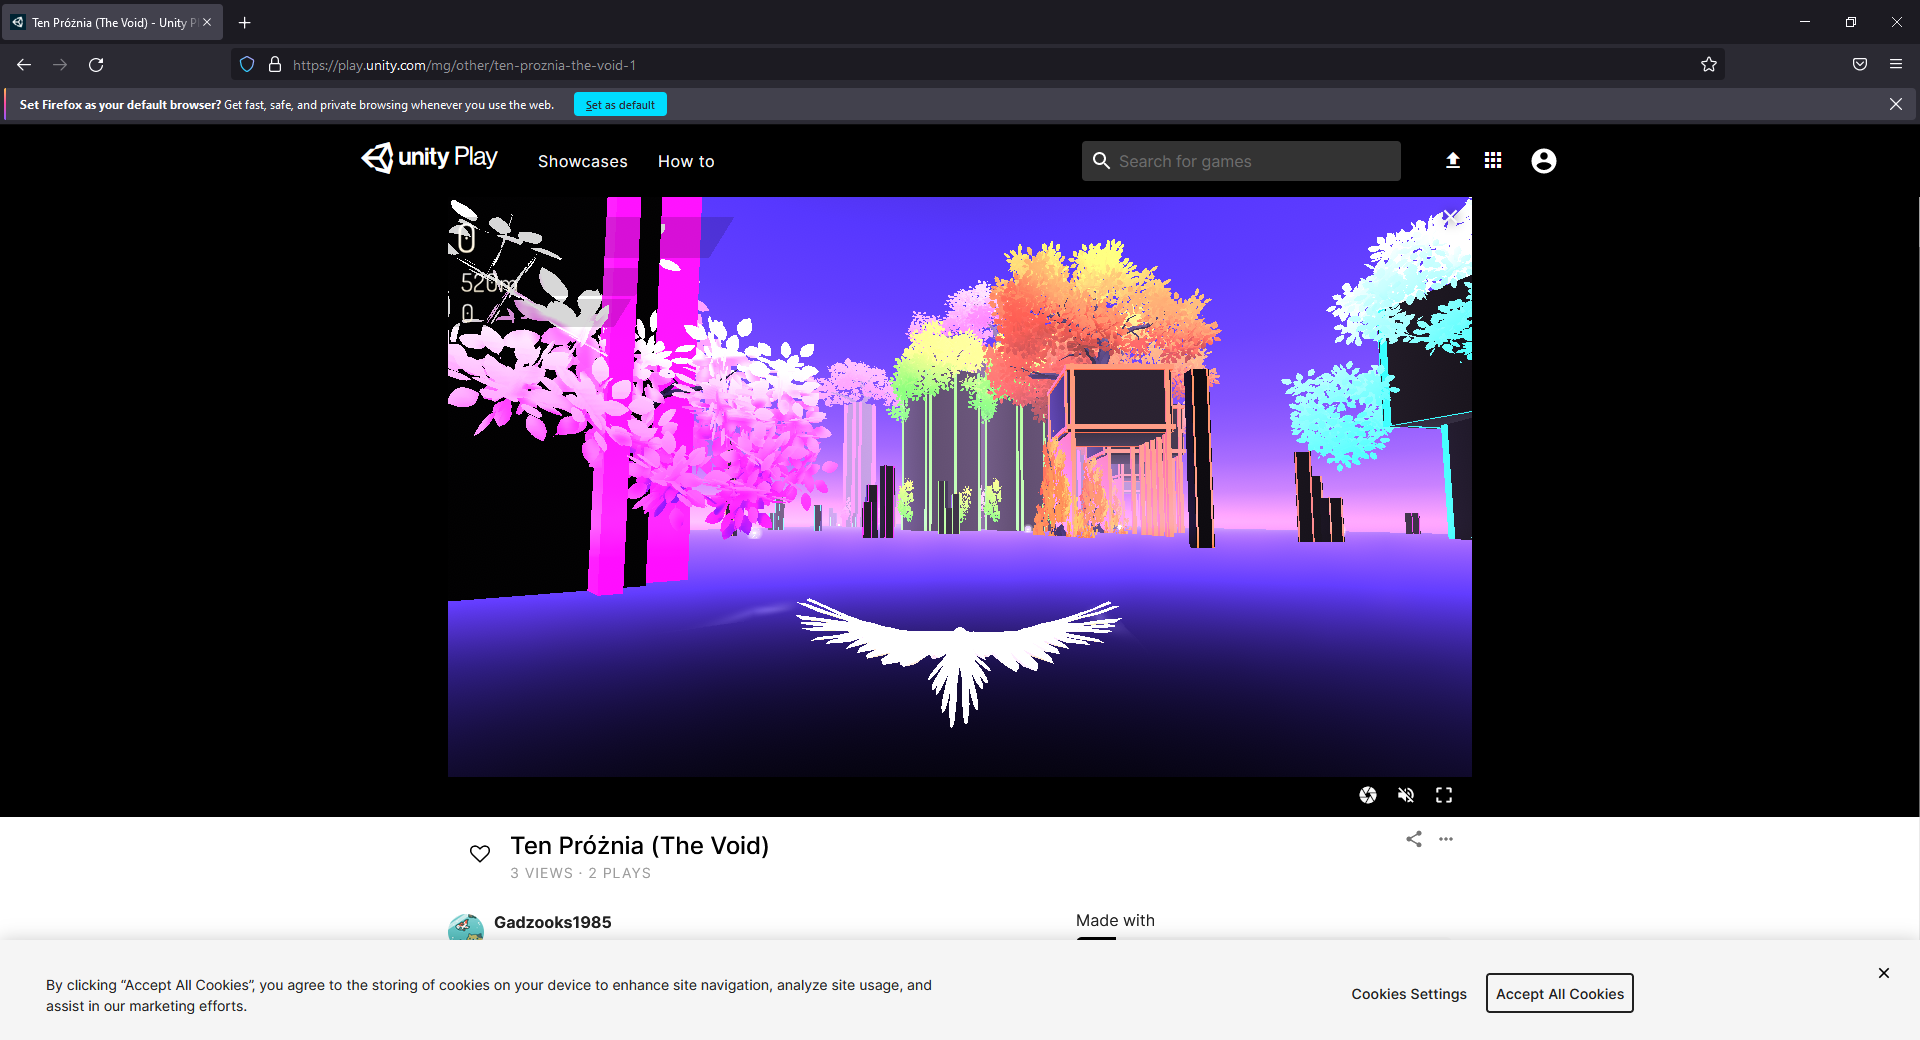 Ten Próżnia (The Void) - Unity Pl
https://play.unity.com/mg/other/ten-proznia-the-void-1
Set Firefox as your default browser? Get fast, safe, and private browsing whenever you use the web. Set as default
unity Play Showcases How to Search for games
0
520m
0
Ten Próżnia (The Void)
3 VIEWS · 2 PLAYS
Gadzooks1985
Made with
By clicking “Accept All Cookies”, you agree to the storing of cookies on your device to enhance site navigation, analyze site usage, and
assist in our marketing efforts.
Cookies Settings Accept All Cookies